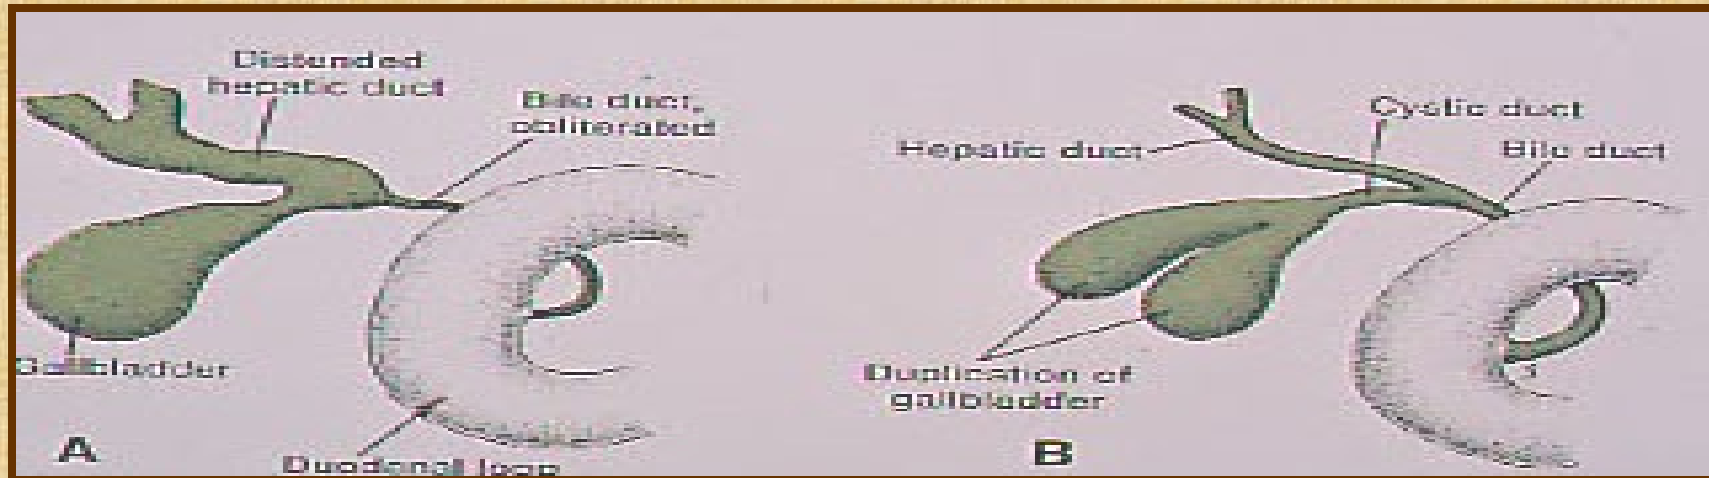 Distended
hepatic duct
Bile duct,
obliterated
Gallbladder
Duodenal loop
A
Cystic duct
Hepatic duct
Bile duct
Duplication of
gallbladder
B